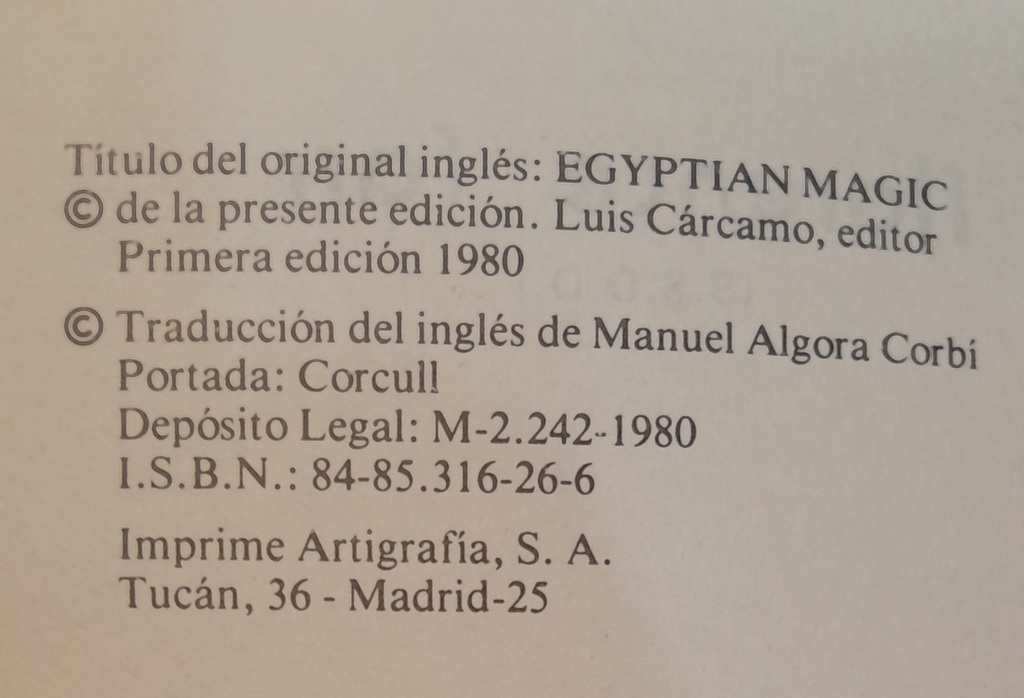 Título del original inglés: EGYPTIAN MAGIC
© de la presente edición. Luis Cárcamo, editor
Primera edición 1980
© Traducción del inglés de Manuel Algora Corbí
Portada: Corcull
Depósito Legal: M-2.242-1980
I.S.B.N.: 84-85.316-26-6
Imprime Artigrafía, S. A.
Tucán, 36 - Madrid-25